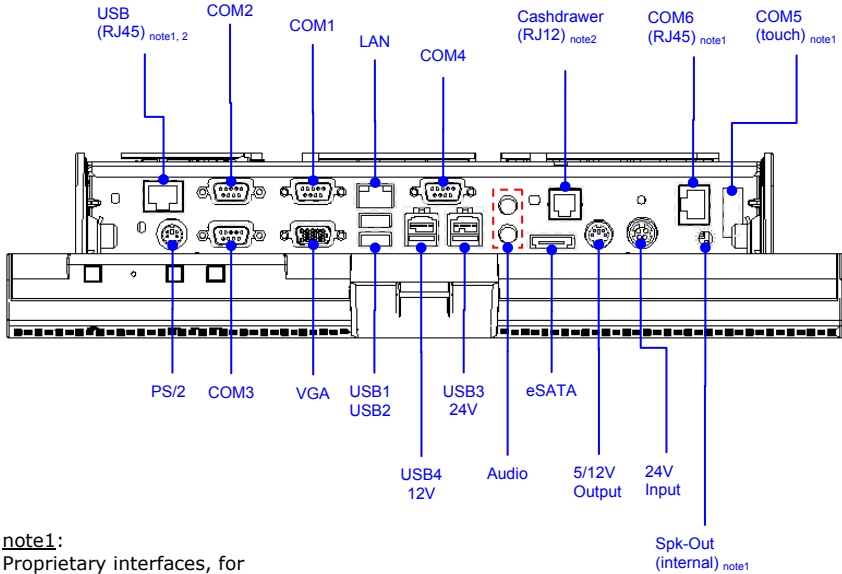 USB
(RJ45) note1, 2
COM2
COM1
LAN
COM4
Cashdrawer
(RJ12) note2
COM6
(RJ45) note1
COM5
(touch) note1
PS/2
COM3
VGA
USB1
USB2
USB3
24V
eSATA
USB4
12V
Audio
5/12V
Output
24V
Input
Spk-Out
(internal) note1
note1:
Proprietary interfaces, for